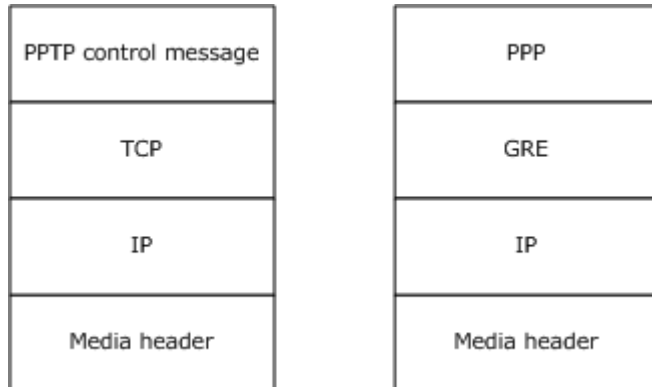 PPTP control message
TCP
IP
Media header
PPP
GRE
IP
Media header